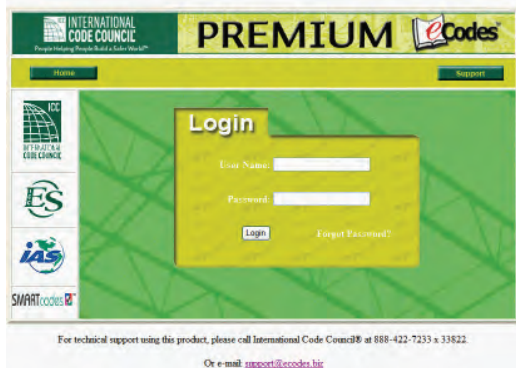 INTERNATIONAL
CODE COUNCIL®
People Helping People Build a Safer World™
PREMIUM eCodes™
Home
Support
ICC
INTERNATIONAL
CODE COUNCIL
Login
User Name:
Password:
Login
Forgot Password?
ES
IAS
SMARTcodes
For technical support using this product, please call International Code Council® at 888-422-7233 x 33822.
Or e-mail: support@ecodes.biz